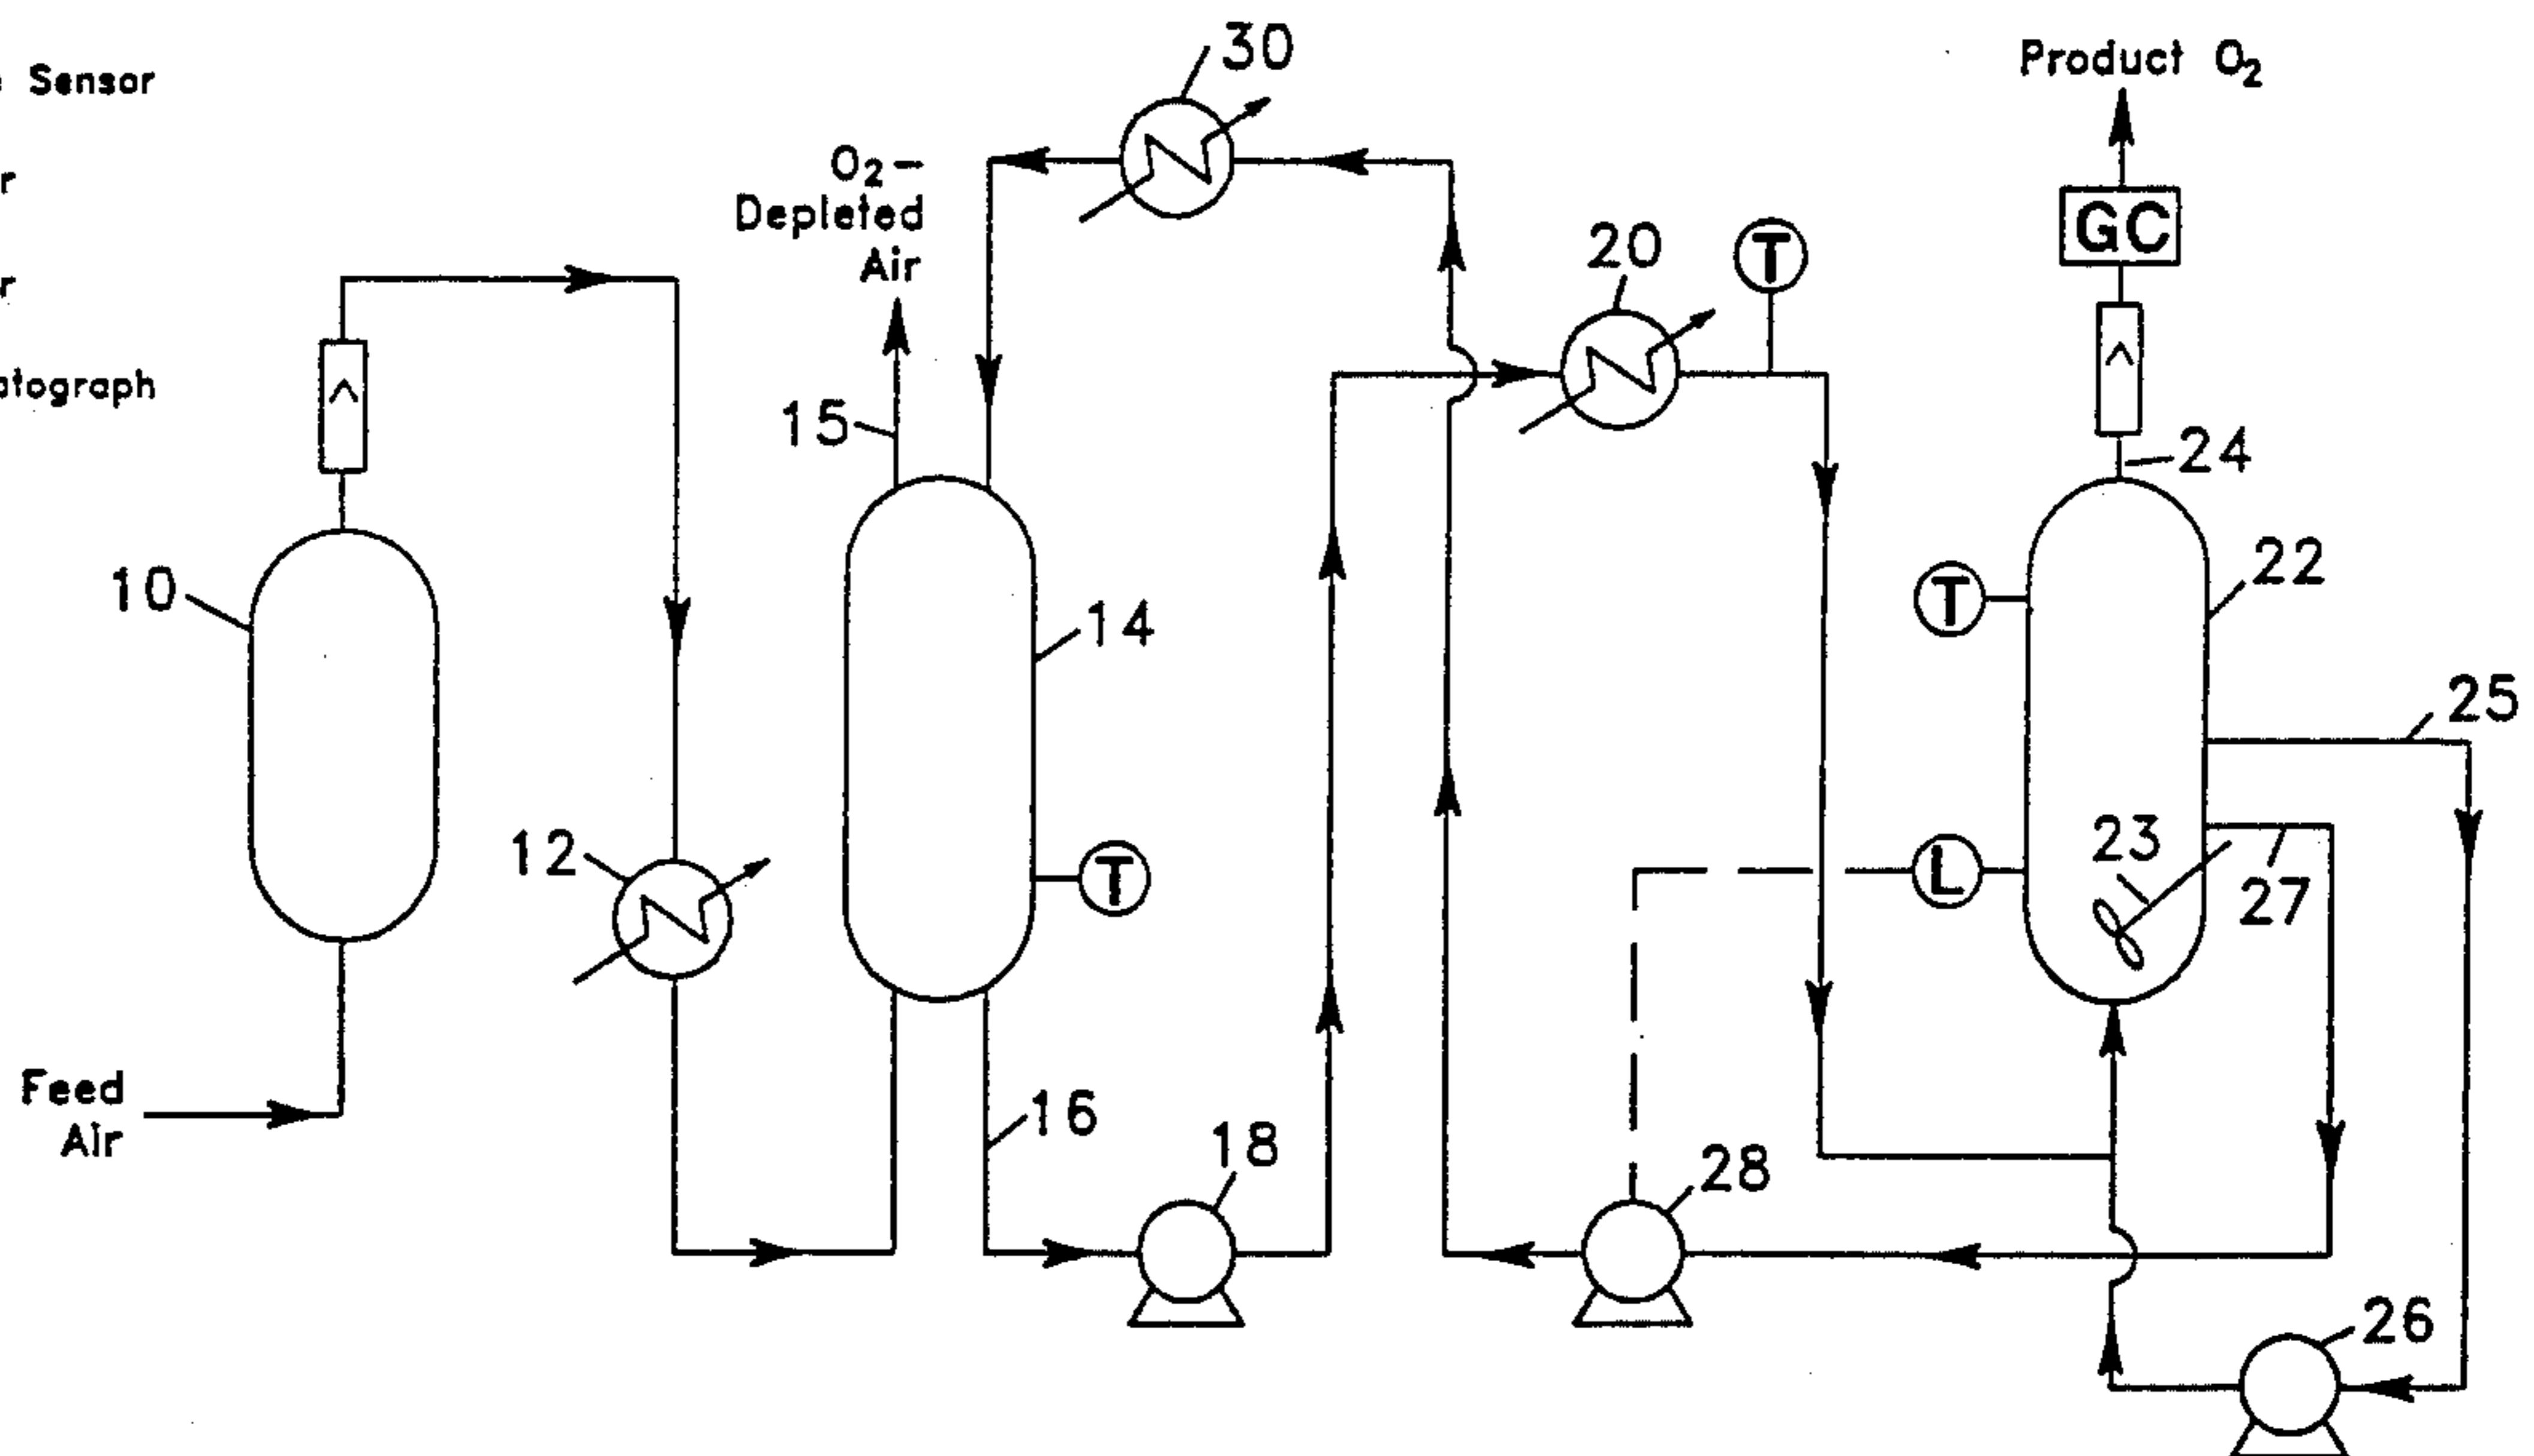 Sensor
r
r
atograph
30
Product O₂
O₂-
Depleted
Air
20
T
GC
15
24
10
22
T
14
25
12
T
L
23
27
Feed
Air
16
18
28
26